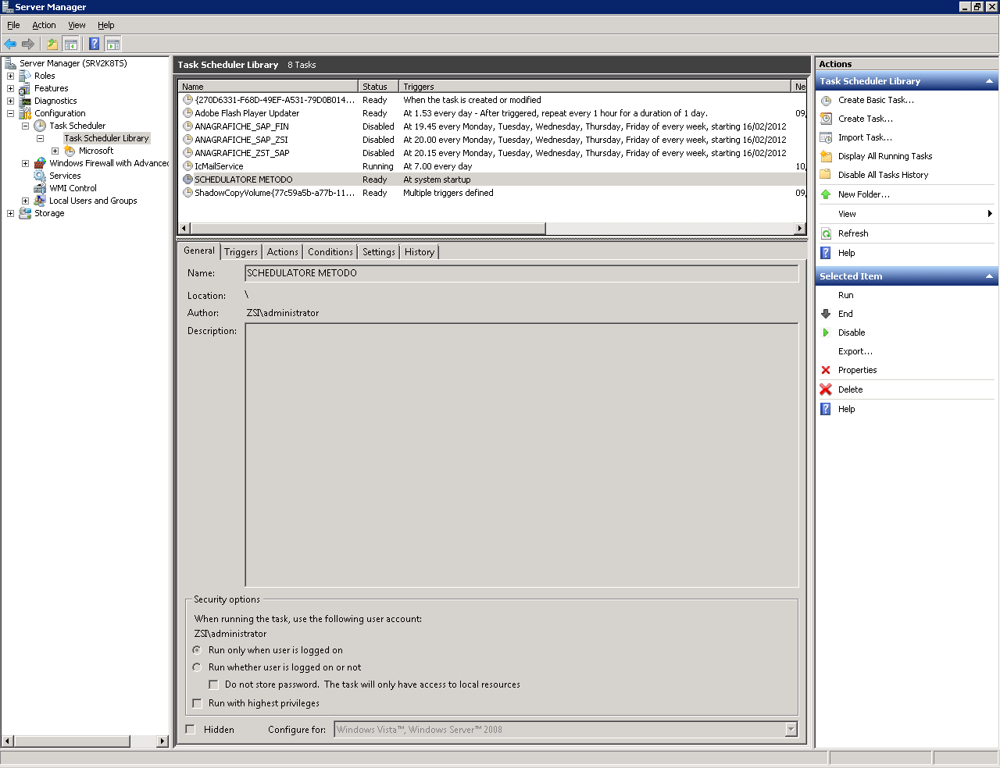 Server Manager
File Action View Help
Server Manager (SRV2K8TS)
Roles
Features
Diagnostics
Configuration
Task Scheduler
Task Scheduler Library
Microsoft
Windows Firewall with Advanced
Services
WMI Control
Local Users and Groups
Storage
Task Scheduler Library 8 Tasks
Name Status Triggers Ne
{270D6331-F68D-49EF-A531-79D0B014... Ready When the task is created or modified
Adobe Flash Player Updater Ready At 1.53 every day - After triggered, repeat every 1 hour for a duration of 1 day. 09,
ANAGRAFICHE_SAP_FIN Disabled At 19.45 every Monday, Tuesday, Wednesday, Thursday, Friday of every week, starting 16/02/2012
ANAGRAFICHE_SAP_ZSI Disabled At 20.00 every Monday, Tuesday, Wednesday, Thursday, Friday of every week, starting 16/02/2012
ANAGRAFICHE_ZST_SAP Disabled At 20.15 every Monday, Tuesday, Wednesday, Thursday, Friday of every week, starting 16/02/2012
IcMailService Running At 7.00 every day 10,
SCHEDULATORE METODO Ready At system startup
ShadowCopyVolume{77c59a5b-a77b-11... Ready Multiple triggers defined 09,
General Triggers Actions Conditions Settings History
Name: SCHEDULATORE METODO
Location: \
Author: ZSI\administrator
Description:
Security options
When running the task, use the following user account:
ZSI\administrator
Run only when user is logged on
Run whether user is logged on or not
Do not store password. The task will only have access to local resources
Run with highest privileges
Hidden Configure for: Windows Vista™, Windows Server™ 2008
Actions
Task Scheduler Library
Create Basic Task...
Create Task...
Import Task...
Display All Running Tasks
Disable All Tasks History
New Folder...
View
Refresh
Help
Selected Item
Run
End
Disable
Export...
Properties
Delete
Help